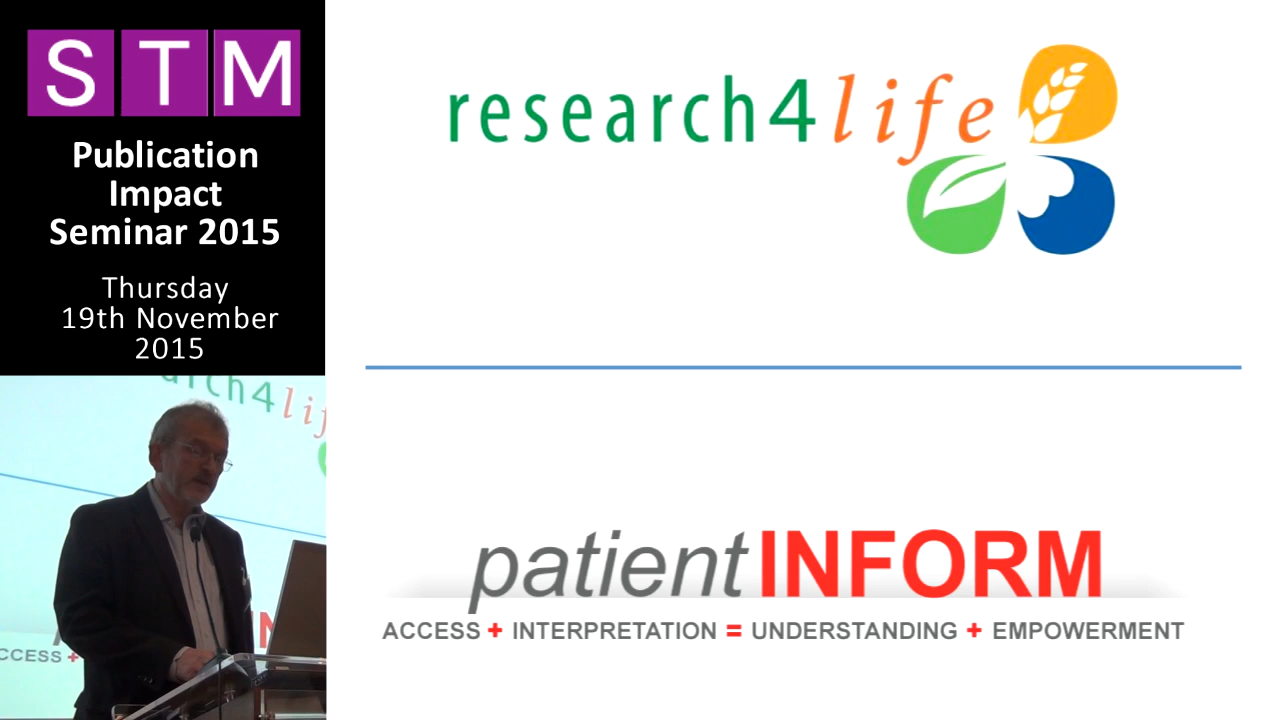 STM
Publication
Impact
Seminar 2015
Thursday
19th November
2015
research4life
patientINFORM
ACCESS + INTERPRETATION = UNDERSTANDING + EMPOWERMENT